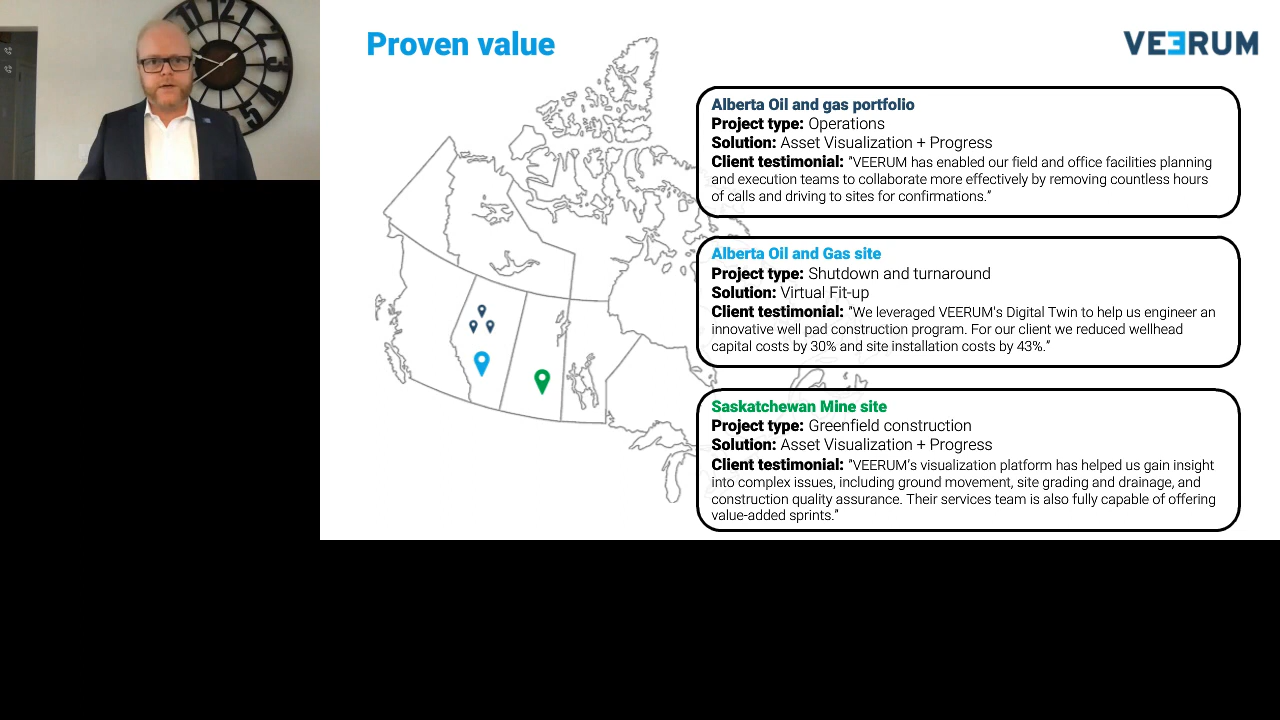 Proven value
VEERUM
Alberta Oil and gas portfolio
Project type: Operations
Solution: Asset Visualization + Progress
Client testimonial: "VEERUM has enabled our field and office facilities planning
and execution teams to collaborate more effectively by removing countless hours
of calls and driving to sites for confirmations."
Alberta Oil and Gas site
Project type: Shutdown and turnaround
Solution: Virtual Fit-up
Client testimonial: "We leveraged VEERUM's Digital Twin to help us engineer an
innovative well pad construction program. For our client we reduced wellhead
capital costs by 30% and site installation costs by 43%."
Saskatchewan Mine site
Project type: Greenfield construction
Solution: Asset Visualization + Progress
Client testimonial: "VEERUM's visualization platform has helped us gain insight
into complex issues, including ground movement, site grading and drainage, and
construction quality assurance. Their services team is also fully capable of offering
value-added sprints."
11
12